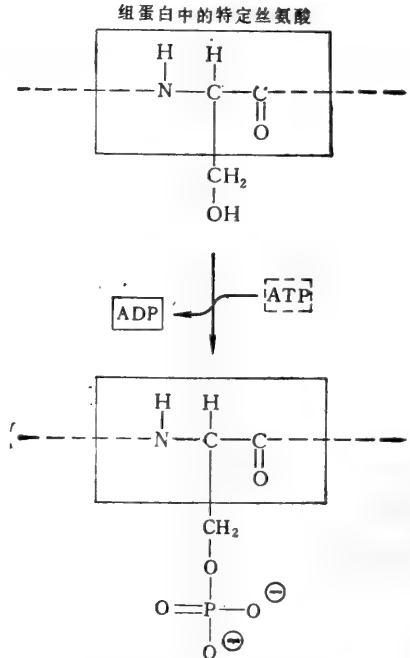 组蛋白中的特定丝氨酸
H H
N—C—C
O
CH₂
OH
ADP ATP
H H
N—C—C
O
CH₂
O
O=P—O ⊖
O ⊖